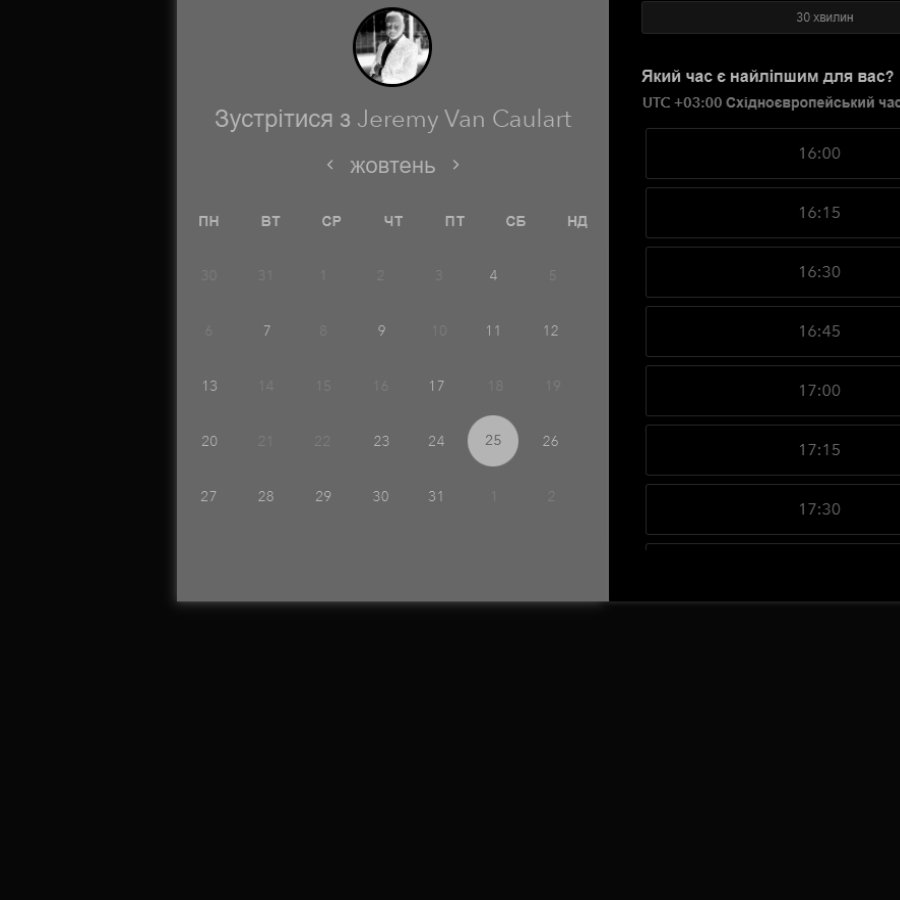 Зустрітися з Jeremy Van Caulart
жовтень
ПН ВТ СР ЧТ ПТ СБ НД
30 31 1 2 3 4 5
6 7 8 9 10 11 12
13 14 15 16 17 18 19
20 21 22 23 24 25 26
27 28 29 30 31 1 2
30 хвилин
Який час є найліпшим для вас?
UTC +03:00 Східноєвропейський час
16:00
16:15
16:30
16:45
17:00
17:15
17:30